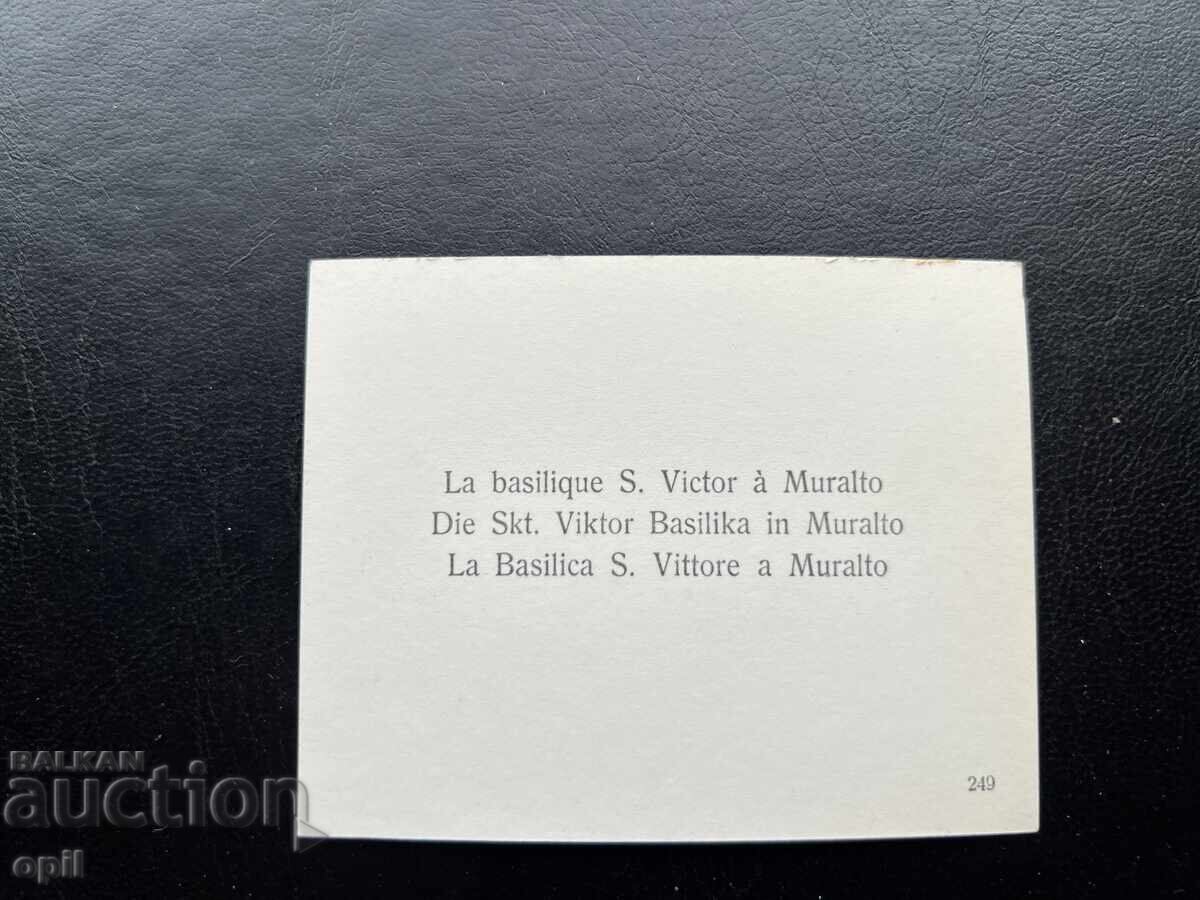 La basilique S. Victor à Muralto
Die Skt. Viktor Basilika in Muralto
La Basilica S. Vittore a Muralto
249
BALKAN
auction
opil